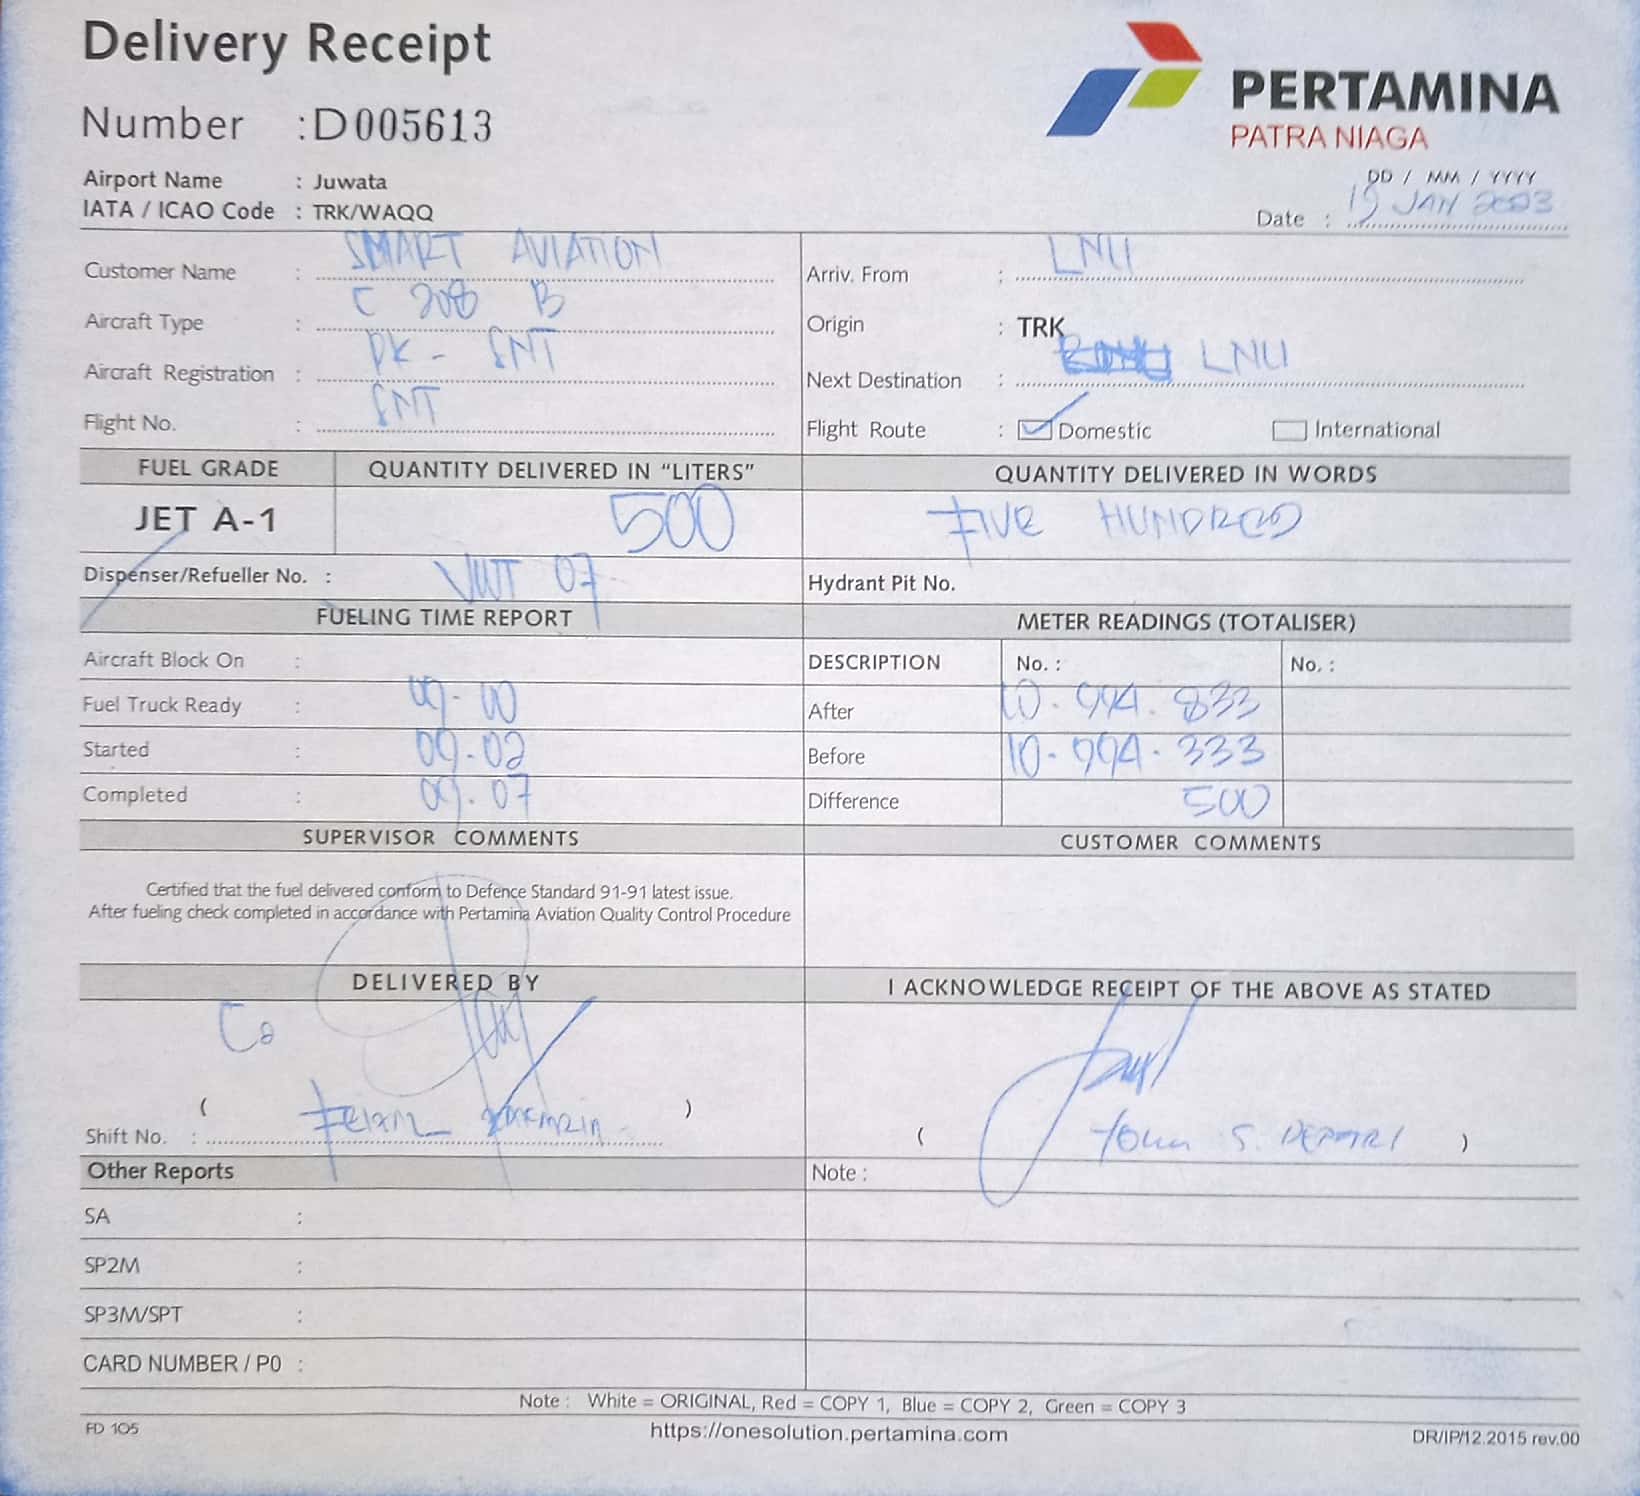 Delivery Receipt
PERTAMINA
PATRA NIAGA
Number : D005613
Airport Name : Juwata
IATA / ICAO Code : TRK/WAQQ
DD / MM / YYYY
Date : 19 JAN 2023
Customer Name : SMART AVIATION
Arriv. From : LNU
Aircraft Type : C 208 B
Origin : TRK
Aircraft Registration : PK - SNT
Next Destination : LNU
Flight No. : SNT
Flight Route : Domestic International
FUEL GRADE QUANTITY DELIVERED IN “LITERS” QUANTITY DELIVERED IN WORDS
JET A-1 500 FIVE HUNDRED
Dispenser/Refueller No. : 07
Hydrant Pit No.
FUELING TIME REPORT METER READINGS (TOTALISER)
Aircraft Block On :
DESCRIPTION No. : No. :
Fuel Truck Ready : 09-00
After 10.994.833
Started : 09.02
Before 10-994.333
Completed : 09.07
Difference 500
SUPERVISOR COMMENTS CUSTOMER COMMENTS
Certified that the fuel delivered conform to Defence Standard 91-91 latest issue.
After fueling check completed in accordance with Pertamina Aviation Quality Control Procedure
DELIVERED BY I ACKNOWLEDGE RECEIPT OF THE ABOVE AS STATED
( )
Shift No. :
( S. )
Other Reports Note :
SA :
SP2M :
SP3M/SPT :
CARD NUMBER / P0 :
Note : White = ORIGINAL, Red = COPY 1, Blue = COPY 2, Green = COPY 3
FD 105 https://onesolution.pertamina.com DR/IP/12.2015 rev.00